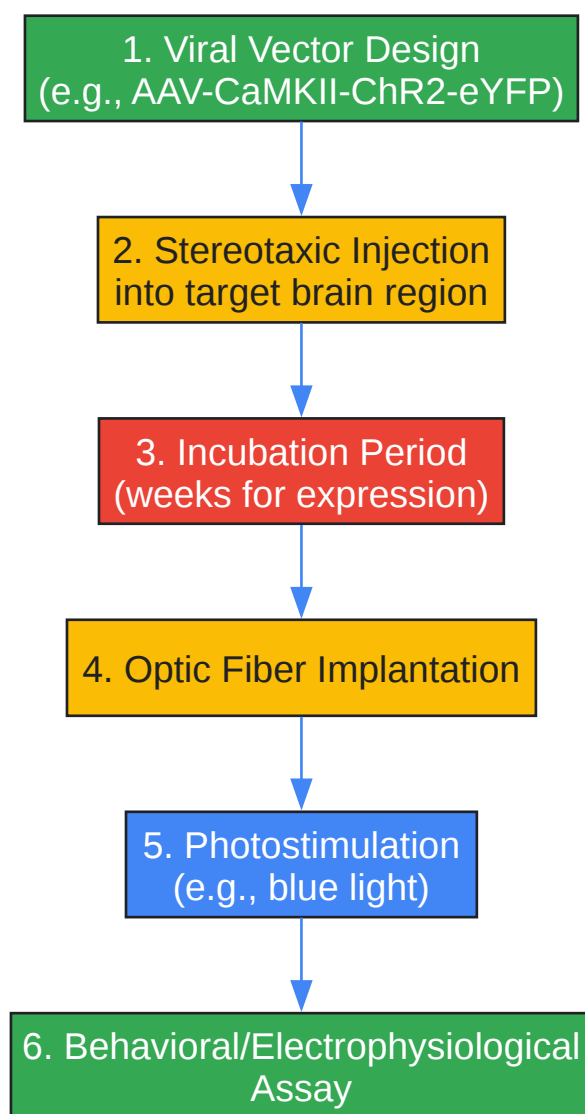 1. Viral Vector Design
(e.g., AAV-CaMKII-ChR2-eYFP)
2. Stereotaxic Injection
into target brain region
3. Incubation Period
(weeks for expression)
4. Optic Fiber Implantation
5. Photostimulation
(e.g., blue light)
6. Behavioral/Electrophysiological
Assay